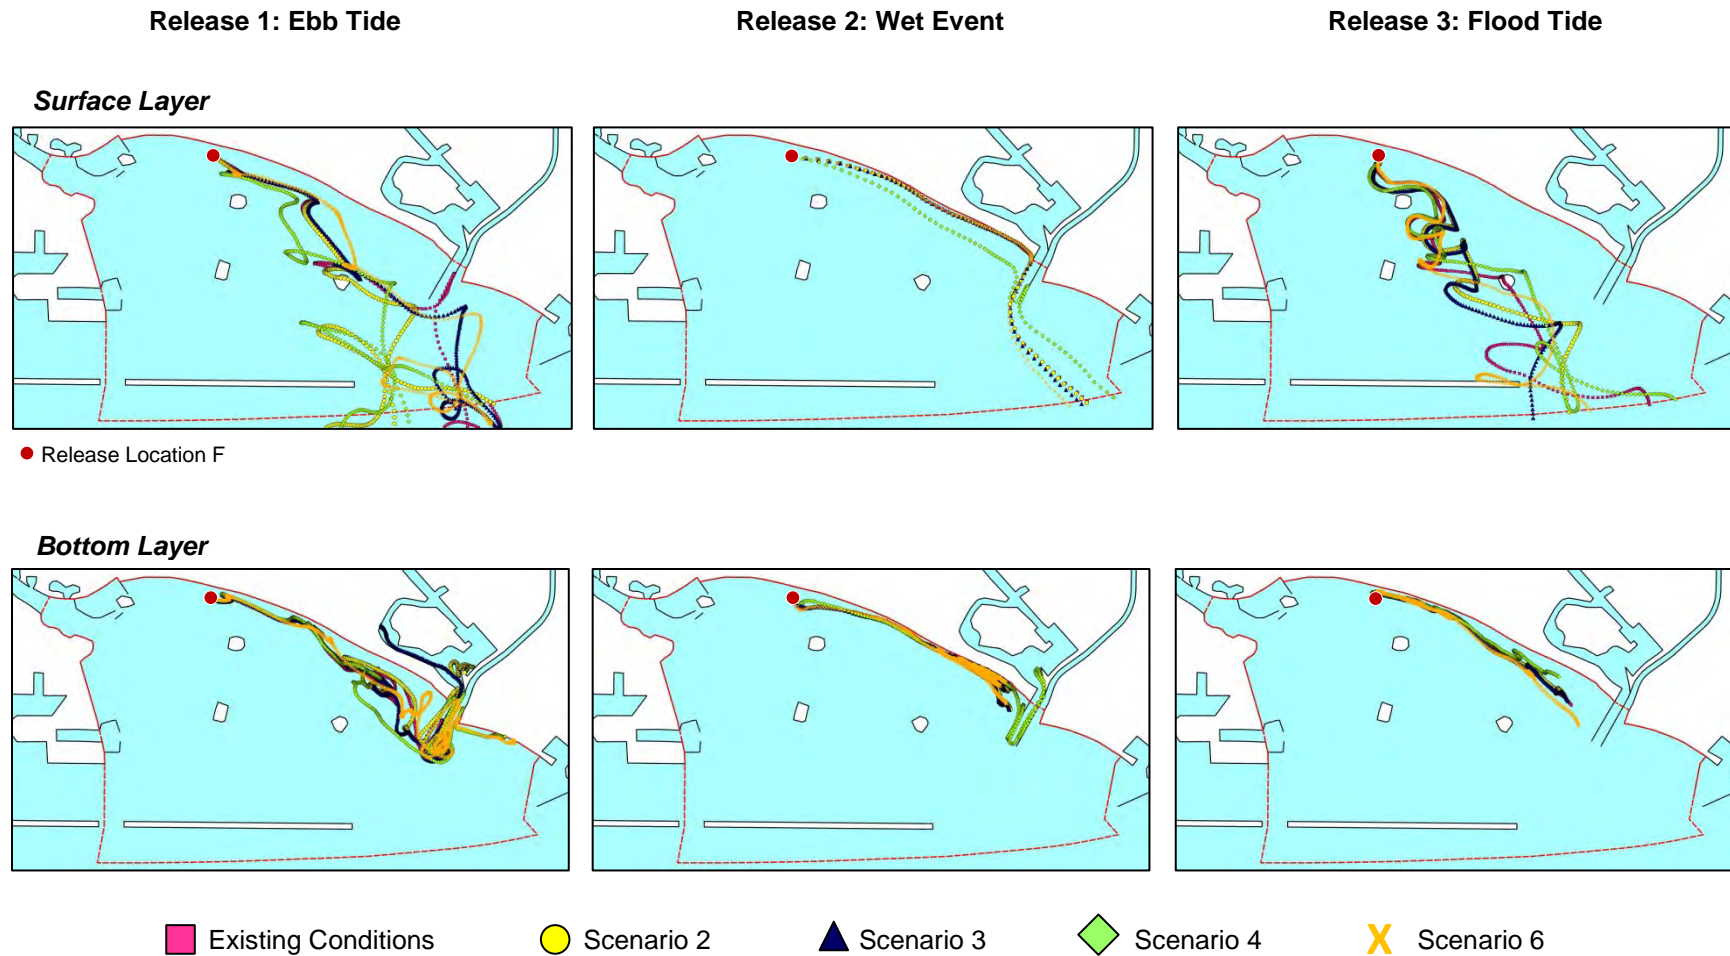 Release 1: Ebb Tide
Release 2: Wet Event
Release 3: Flood Tide
Surface Layer
Release Location F
Bottom Layer
Existing Conditions
Scenario 2
Scenario 3
Scenario 4
Scenario 6